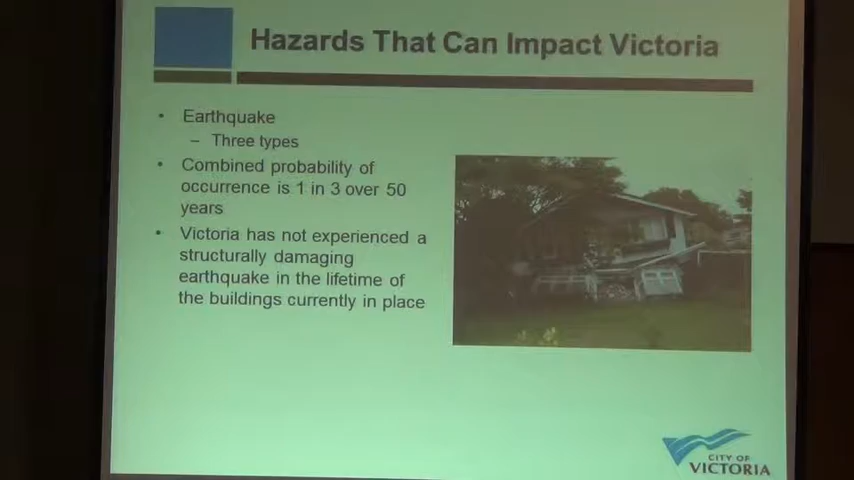 Hazards That Can Impact Victoria
• Earthquake
– Three types
• Combined probability of
occurrence is 1 in 3 over 50
years
• Victoria has not experienced a
structurally damaging
earthquake in the lifetime of
the buildings currently in place
CITY OF
VICTORIA